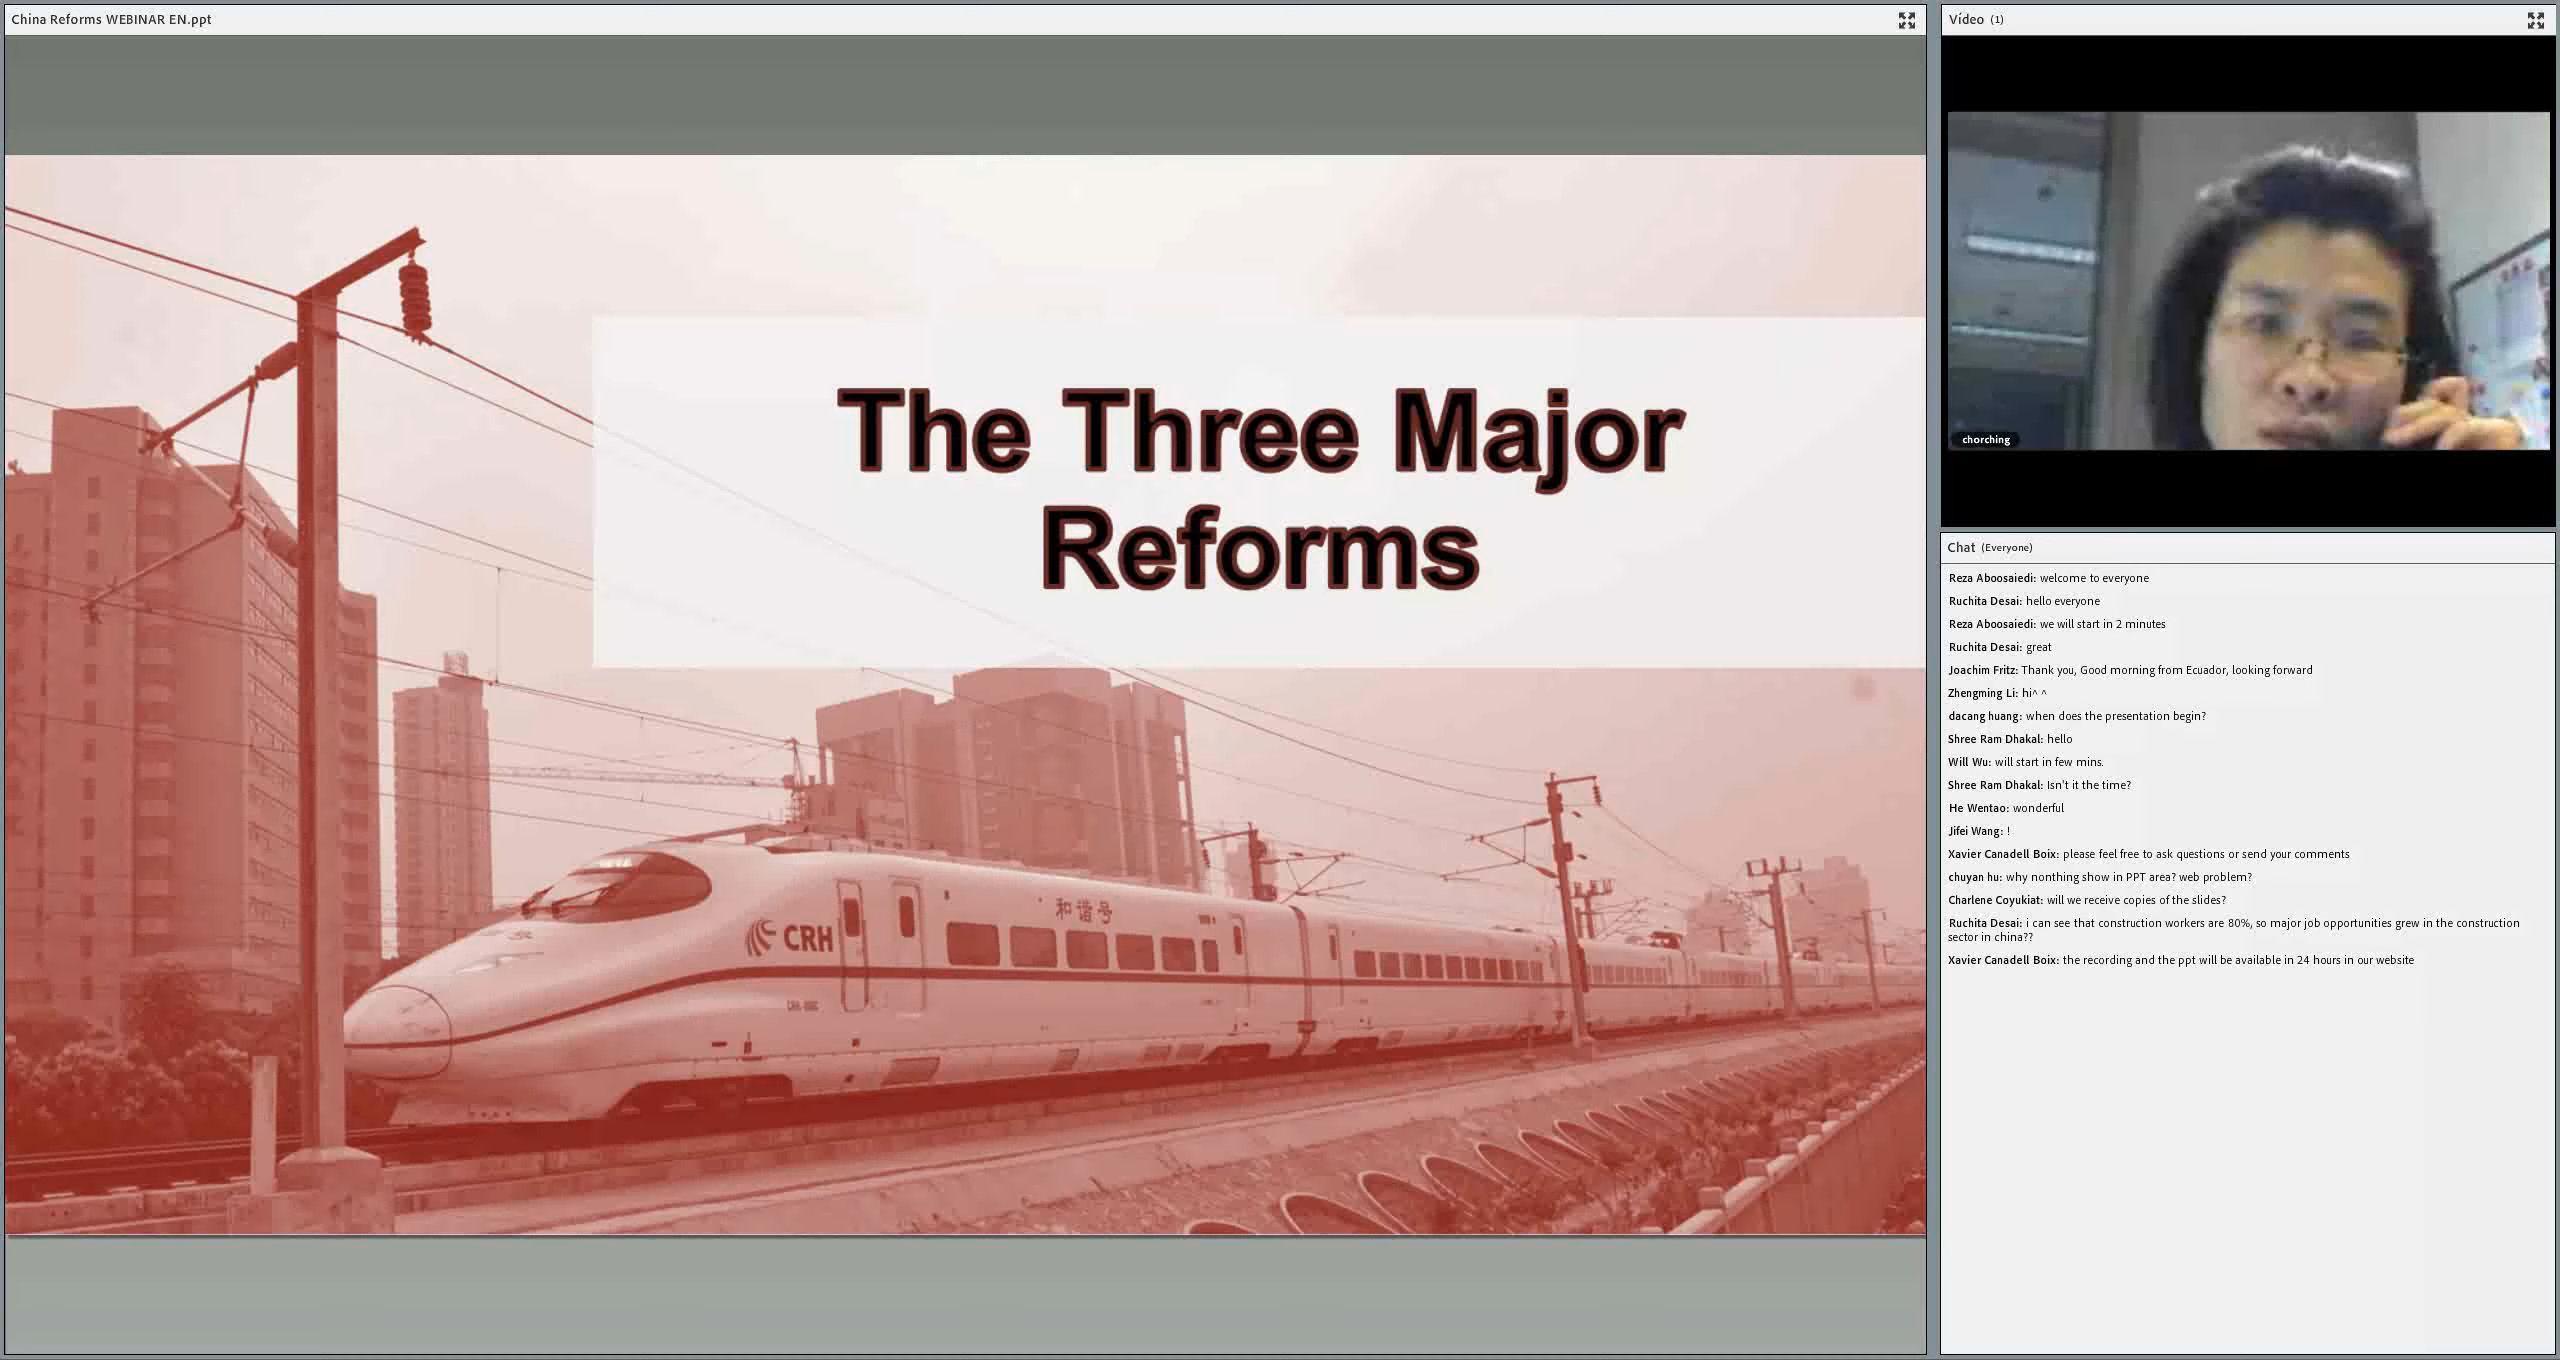 China Reforms WEBINAR EN.ppt
The Three Major
Reforms
和谐号
CRH
Vídeo (1)
chorching
Chat (Everyone)
Reza Aboosaiedi: welcome to everyone
Ruchita Desai: hello everyone
Reza Aboosaiedi: we will start in 2 minutes
Ruchita Desai: great
Joachim Fritz: Thank you, Good morning from Ecuador, looking forward
Zhengming Li: hi^ ^
dacang huang: when does the presentation begin?
Shree Ram Dhakal: hello
Will Wu: will start in few mins.
Shree Ram Dhakal: Isn't it the time?
He Wentao: wonderful
Jifei Wang: !
Xavier Canadell Boix: please feel free to ask questions or send your comments
chuyan hu: why nonthing show in PPT area? web problem?
Charlene Coyukiat: will we receive copies of the slides?
Ruchita Desai: i can see that construction workers are 80%, so major job opportunities grew in the construction
sector in china??
Xavier Canadell Boix: the recording and the ppt will be available in 24 hours in our website